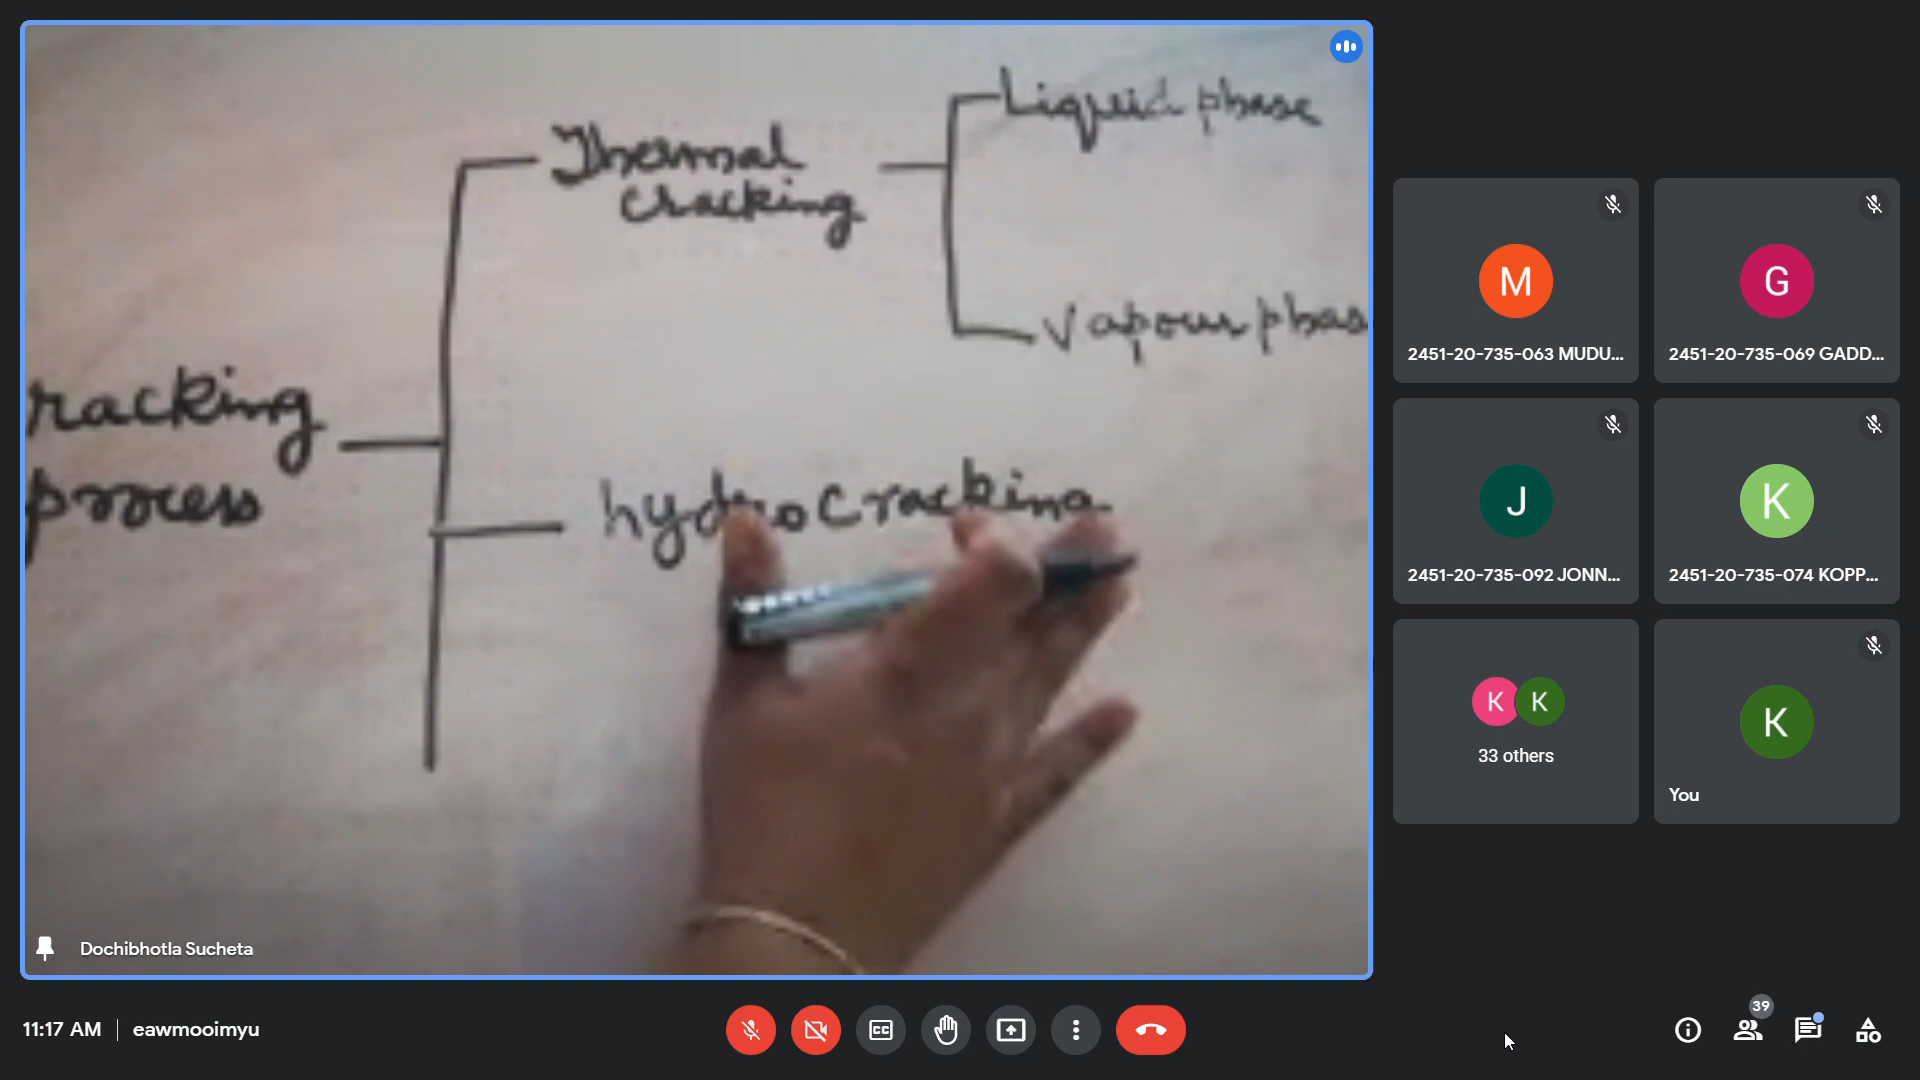 Liquid phase
Thermal
cracking
Vapour phas
racking
process
hydrocracking
Dochibhotla Sucheta
M
2451-20-735-063 MUDU...
G
2451-20-735-069 GADD...
J
2451-20-735-092 JONN...
K
2451-20-735-074 KOPP...
K K
33 others
K
You
11:17 AM | eawmooimyu
CC
39